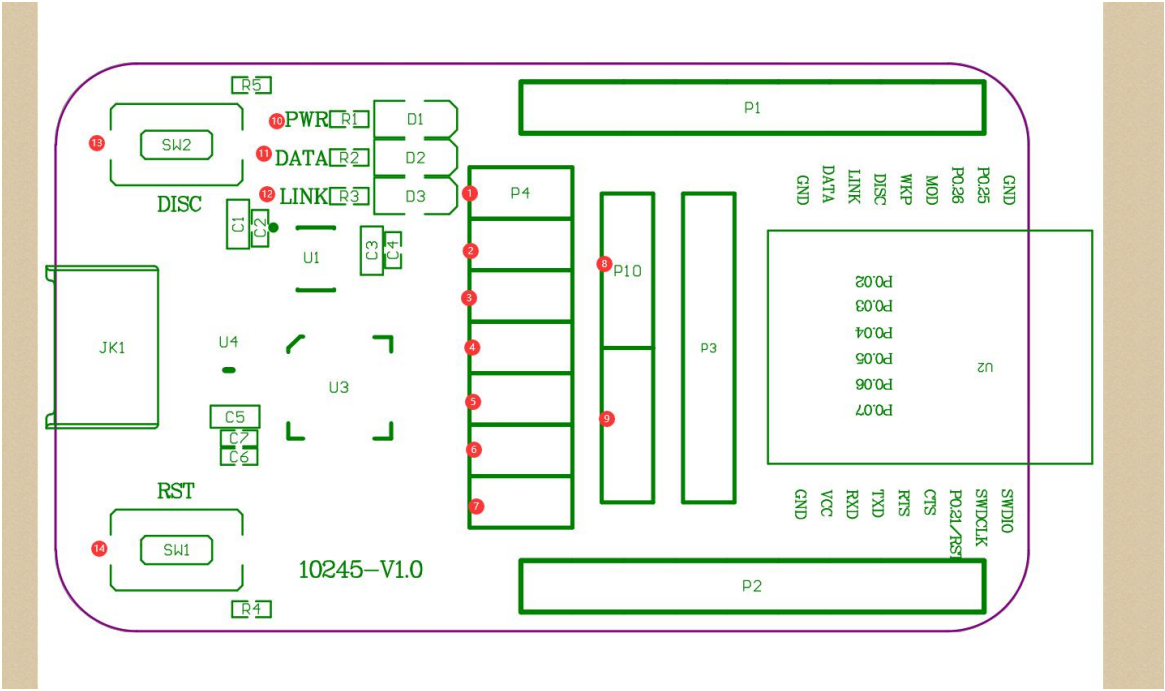 R5
P1
10 PWR R1 D1
13 SW2
11 DATA R2 D2
12 LINK R3 D3
DISC
1 P4
GND DATA LINK DISC WKP MOD P0.26 P0.25 GND
C1 C2
U1
C3 C4
2
8 P10
3
P0.02
P0.03
P0.04
P0.05
P0.06
P0.07
JK1
U4
U3
4
P3
U2
5
9
C5
C7
C6
6
RST
7
GND VCC RXD TXD RTS CTS P0.21/RST SWDCLK SWDIO
14 SW1
10245-V1.0
P2
R4